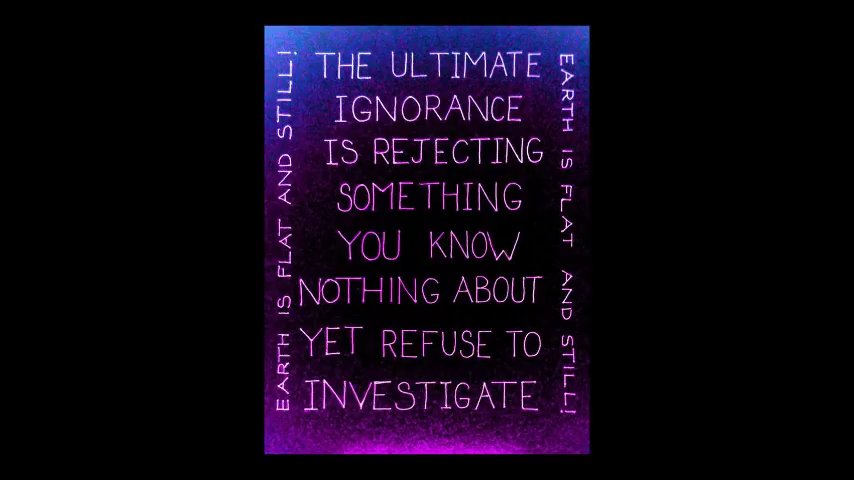 EARTH IS FLAT AND STILL!
THE ULTIMATE
IGNORANCE
IS REJECTING
SOMETHING
YOU KNOW
NOTHING ABOUT
YET REFUSE TO
INVESTIGATE
EARTH IS FLAT AND STILL!